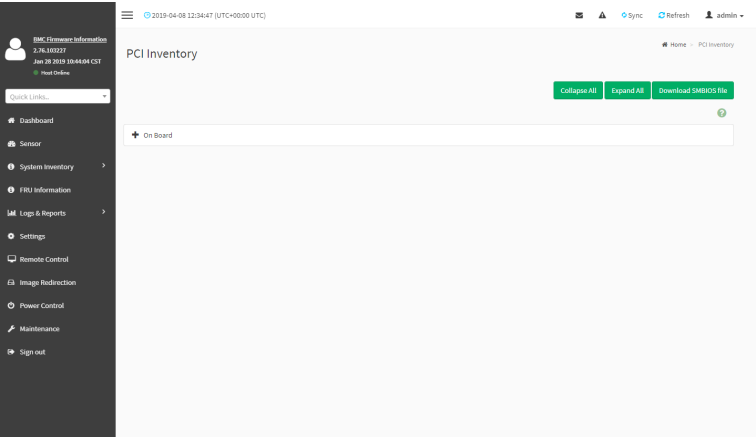 2019-04-08 12:34:47 (UTC+00:00 UTC)
Sync
Refresh
admin
BMC Firmware Information
2.76.103227
Jan 28 2019 10:44:04 CST
Host Online
Quick Links..
Dashboard
Sensor
System Inventory
FRU Information
Logs & Reports
Settings
Remote Control
Image Redirection
Power Control
Maintenance
Sign out
PCI Inventory
Home > PCI Inventory
Collapse All
Expand All
Download SMBIOS file
On Board